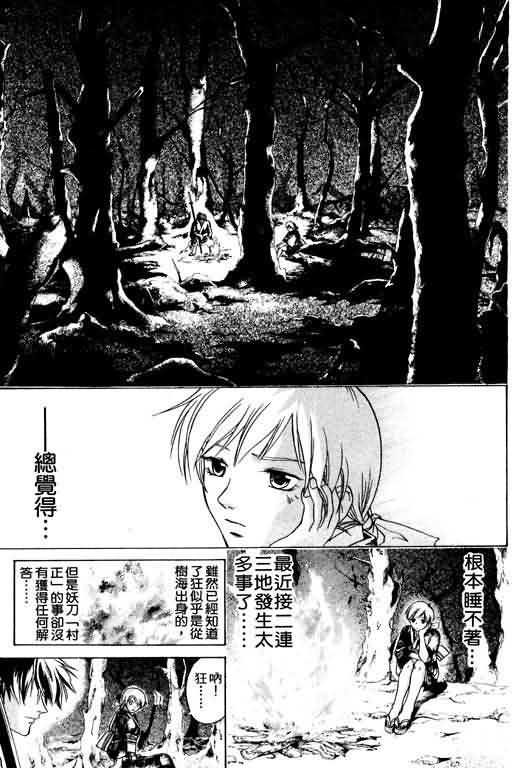 ——總覺得…
根本睡不著…
最近接二連
三地發生太
多事了……
雖然已經知道
了狂似乎是從
樹海出身的，
但是妖刀「村
正」的事卻沒
有獲得任何解
答……
吶！
狂……